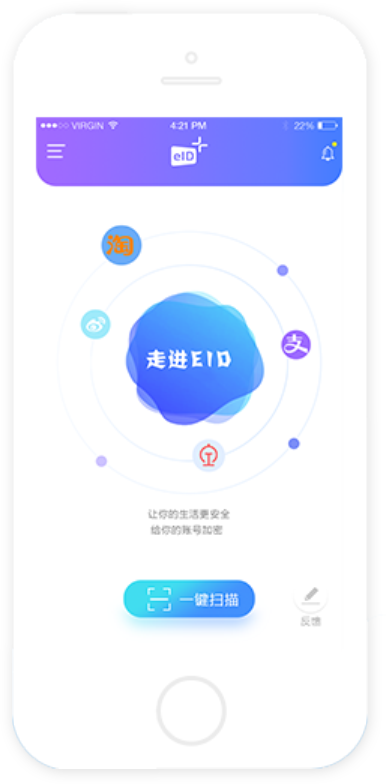 VIRGIN 4:21 PM 22%
eID
淘
支
走进EID
让你的生活更安全
给你的账号加密
一键扫描
反馈